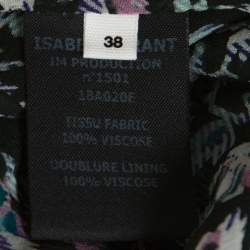 38
ISABEL MARANT
IM PRODUCTION
n°1501
18A020E
TISSU FABRIC
100% VISCOSE
DOUBLURE LINING
100% VISCOSE